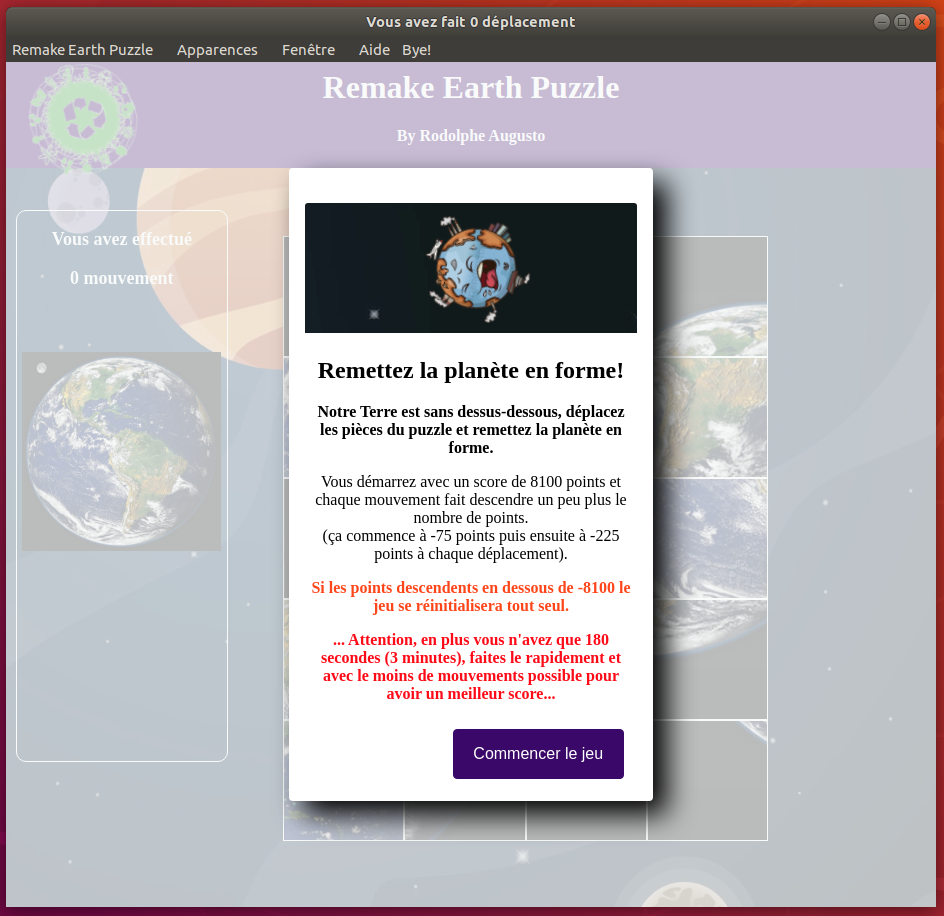 Vous avez fait 0 déplacement
Remake Earth Puzzle Apparences Fenêtre Aide Bye!
Remake Earth Puzzle
By Rodolphe Augusto
Vous avez effectué
0 mouvement
Remettez la planète en forme!
Notre Terre est sans dessus-dessous, déplacez
les pièces du puzzle et remettez la planète en
forme.
Vous démarrez avec un score de 8100 points et
chaque mouvement fait descendre un peu plus le
nombre de points.
(ça commence à -75 points puis ensuite à -225
points à chaque déplacement).
Si les points descendents en dessous de -8100 le
jeu se réinitialisera tout seul.
... Attention, en plus vous n'avez que 180
secondes (3 minutes), faites le rapidement et
avec le moins de mouvements possible pour
avoir un meilleur score...
Commencer le jeu